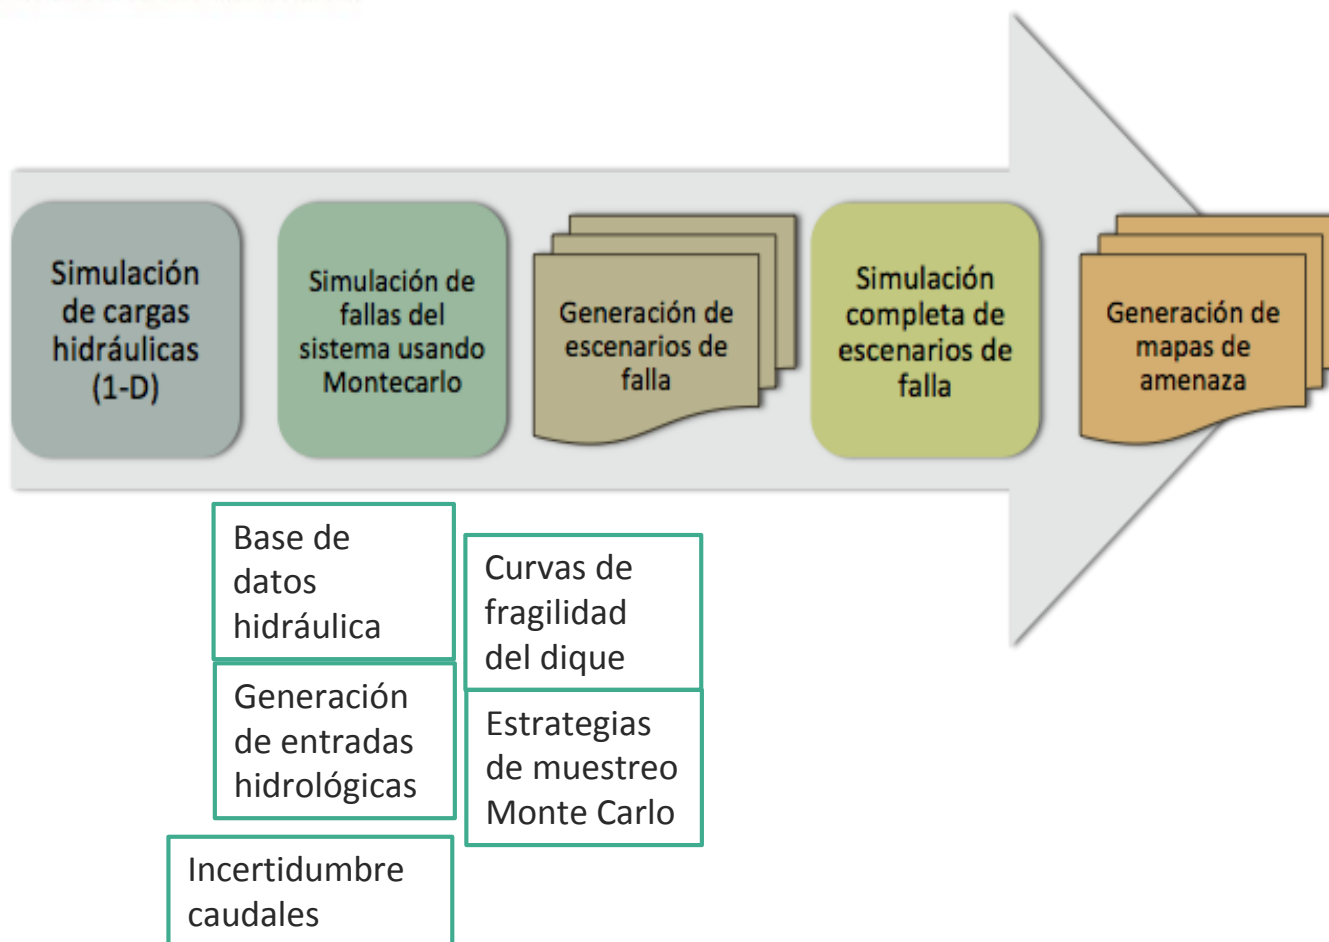 Simulación
de cargas
hidráulicas
(1-D)
Simulación de
fallas del
sistema usando
Montecarlo
Generación de
escenarios de
falla
Simulación
completa de
escenarios de
falla
Generación de
mapas de
amenaza
Base de
datos
hidráulica
Curvas de
fragilidad
del dique
Generación
de entradas
hidrológicas
Estrategias
de muestreo
Monte Carlo
Incertidumbre
caudales